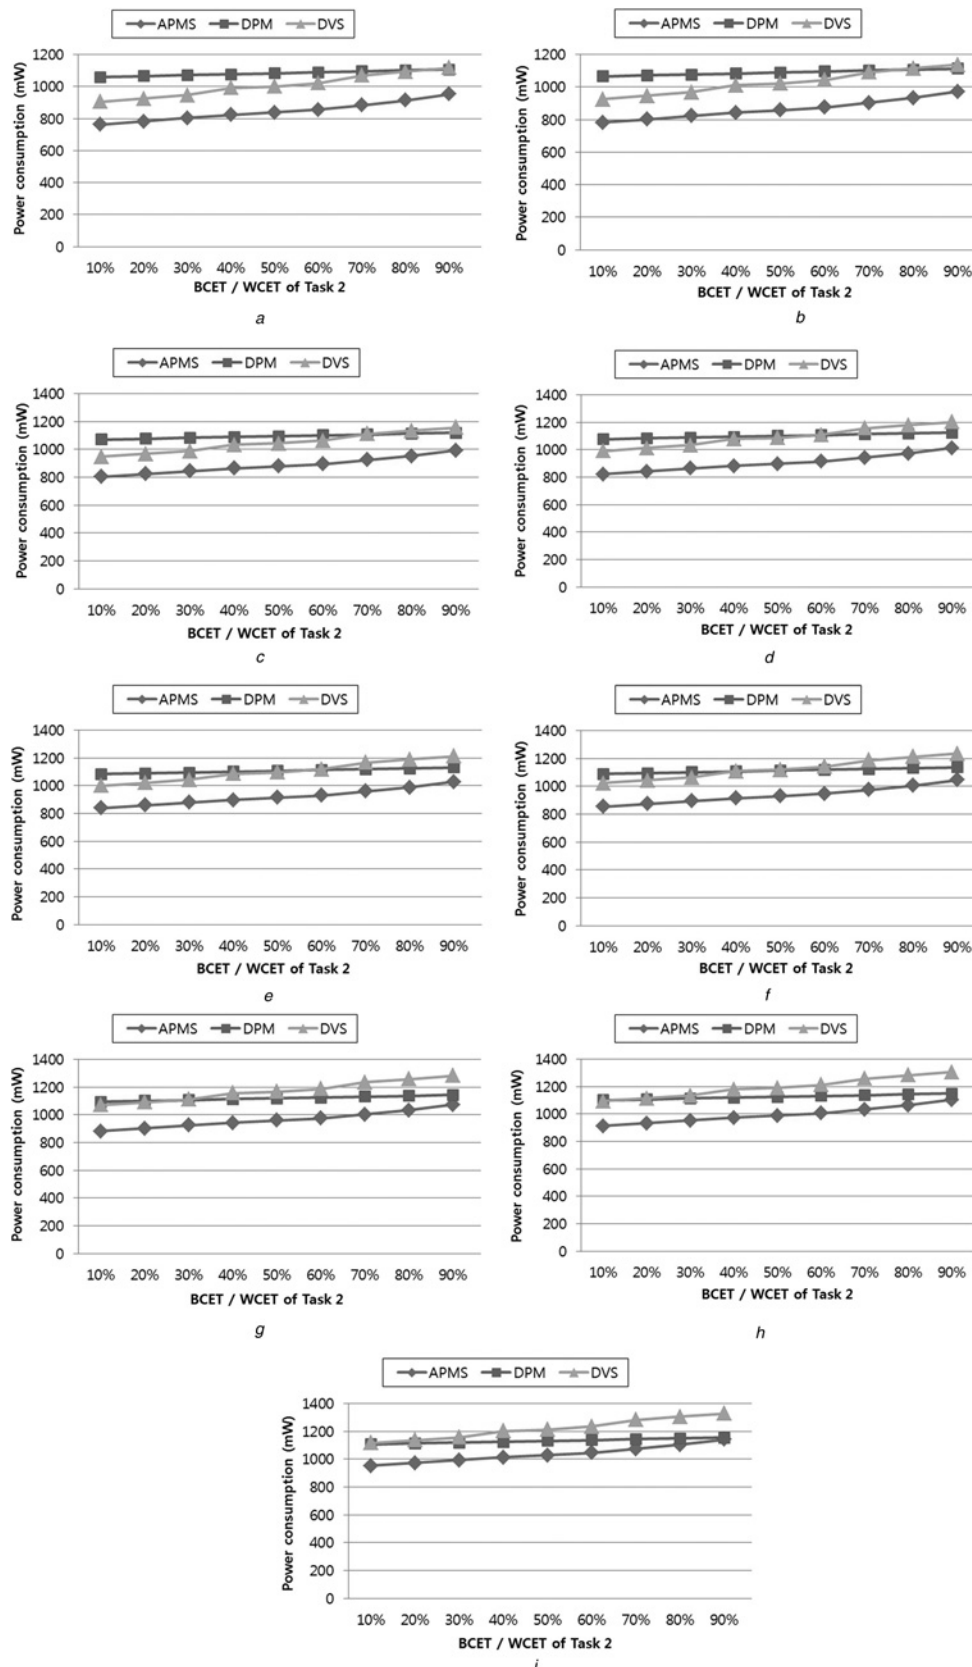 APMS DPM DVS
Power consumption (mW)
1200
1000
800
600
400
200
0
10% 20% 30% 40% 50% 60% 70% 80% 90%
BCET / WCET of Task 2
a
APMS DPM DVS
Power consumption (mW)
1200
1000
800
600
400
200
0
10% 20% 30% 40% 50% 60% 70% 80% 90%
BCET / WCET of Task 2
b
APMS DPM DVS
Power consumption (mW)
1400
1200
1000
800
600
400
200
0
10% 20% 30% 40% 50% 60% 70% 80% 90%
BCET / WCET of Task 2
c
APMS DPM DVS
Power consumption (mW)
1400
1200
1000
800
600
400
200
0
10% 20% 30% 40% 50% 60% 70% 80% 90%
BCET / WCET of Task 2
d
APMS DPM DVS
Power consumption (mW)
1400
1200
1000
800
600
400
200
0
10% 20% 30% 40% 50% 60% 70% 80% 90%
BCET / WCET of Task 2
e
APMS DPM DVS
Power consumption (mW)
1400
1200
1000
800
600
400
200
0
10% 20% 30% 40% 50% 60% 70% 80% 90%
BCET / WCET of Task 2
f
APMS DPM DVS
Power consumption (mW)
1400
1200
1000
800
600
400
200
0
10% 20% 30% 40% 50% 60% 70% 80% 90%
BCET / WCET of Task 2
g
APMS DPM DVS
Power consumption (mW)
1400
1200
1000
800
600
400
200
0
10% 20% 30% 40% 50% 60% 70% 80% 90%
BCET / WCET of Task 2
h
APMS DPM DVS
Power consumption (mW)
1400
1200
1000
800
600
400
200
0
10% 20% 30% 40% 50% 60% 70% 80% 90%
BCET / WCET of Task 2
i